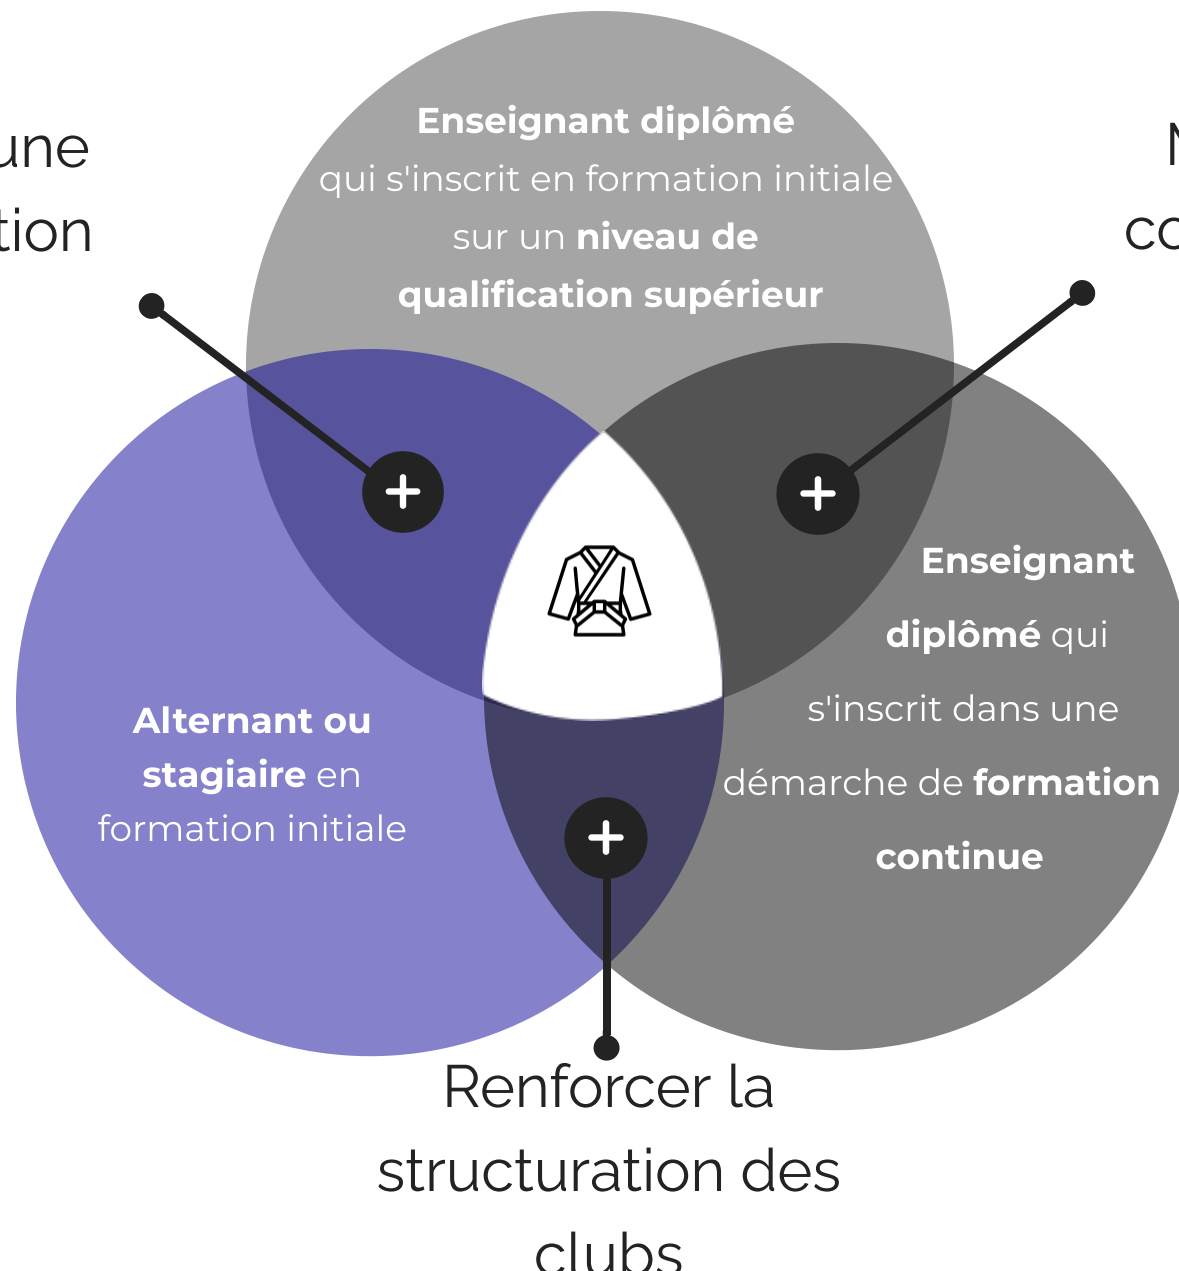 Enseignant diplômé
qui s'inscrit en formation initiale
sur un niveau de
qualification supérieur
Enseignant
diplômé qui
s'inscrit dans une
démarche de formation
continue
Alternant ou
stagiaire en
formation initiale
Renforcer la
structuration des
clubs
une